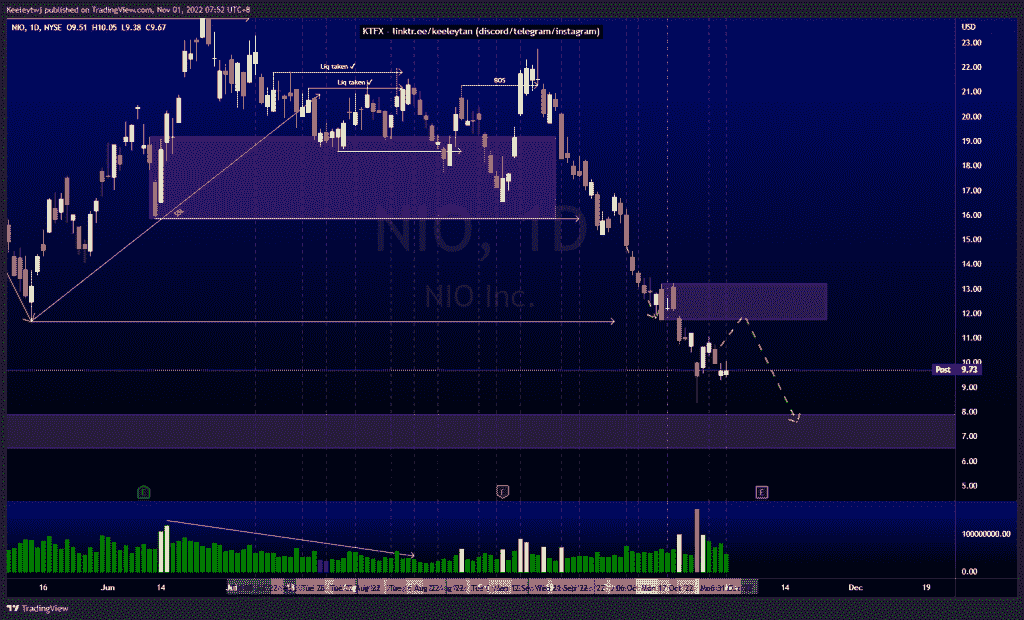 Keeleytwj published on TradingView.com, Nov 01, 2022 07:52 UTC+8
NIO, 1D, NYSE O9.51 H10.05 L9.38 C9.67
KTFX - linktr.ee/keeleytan (discord/telegram/instagram)
USD
23.00
Liq taken ✓
22.00
Liq taken ✓
BOS
21.00
20.00
19.00
18.00
17.00
16.00
NIO, 1D
15.00
14.00
NIO Inc.
13.00
12.00
11.00
10.00
Post 9.73
9.00
8.00
7.00
6.00
5.00
E
E
E
100000000.00
0.00
16 Jun 14 14 Dec 19
TradingView